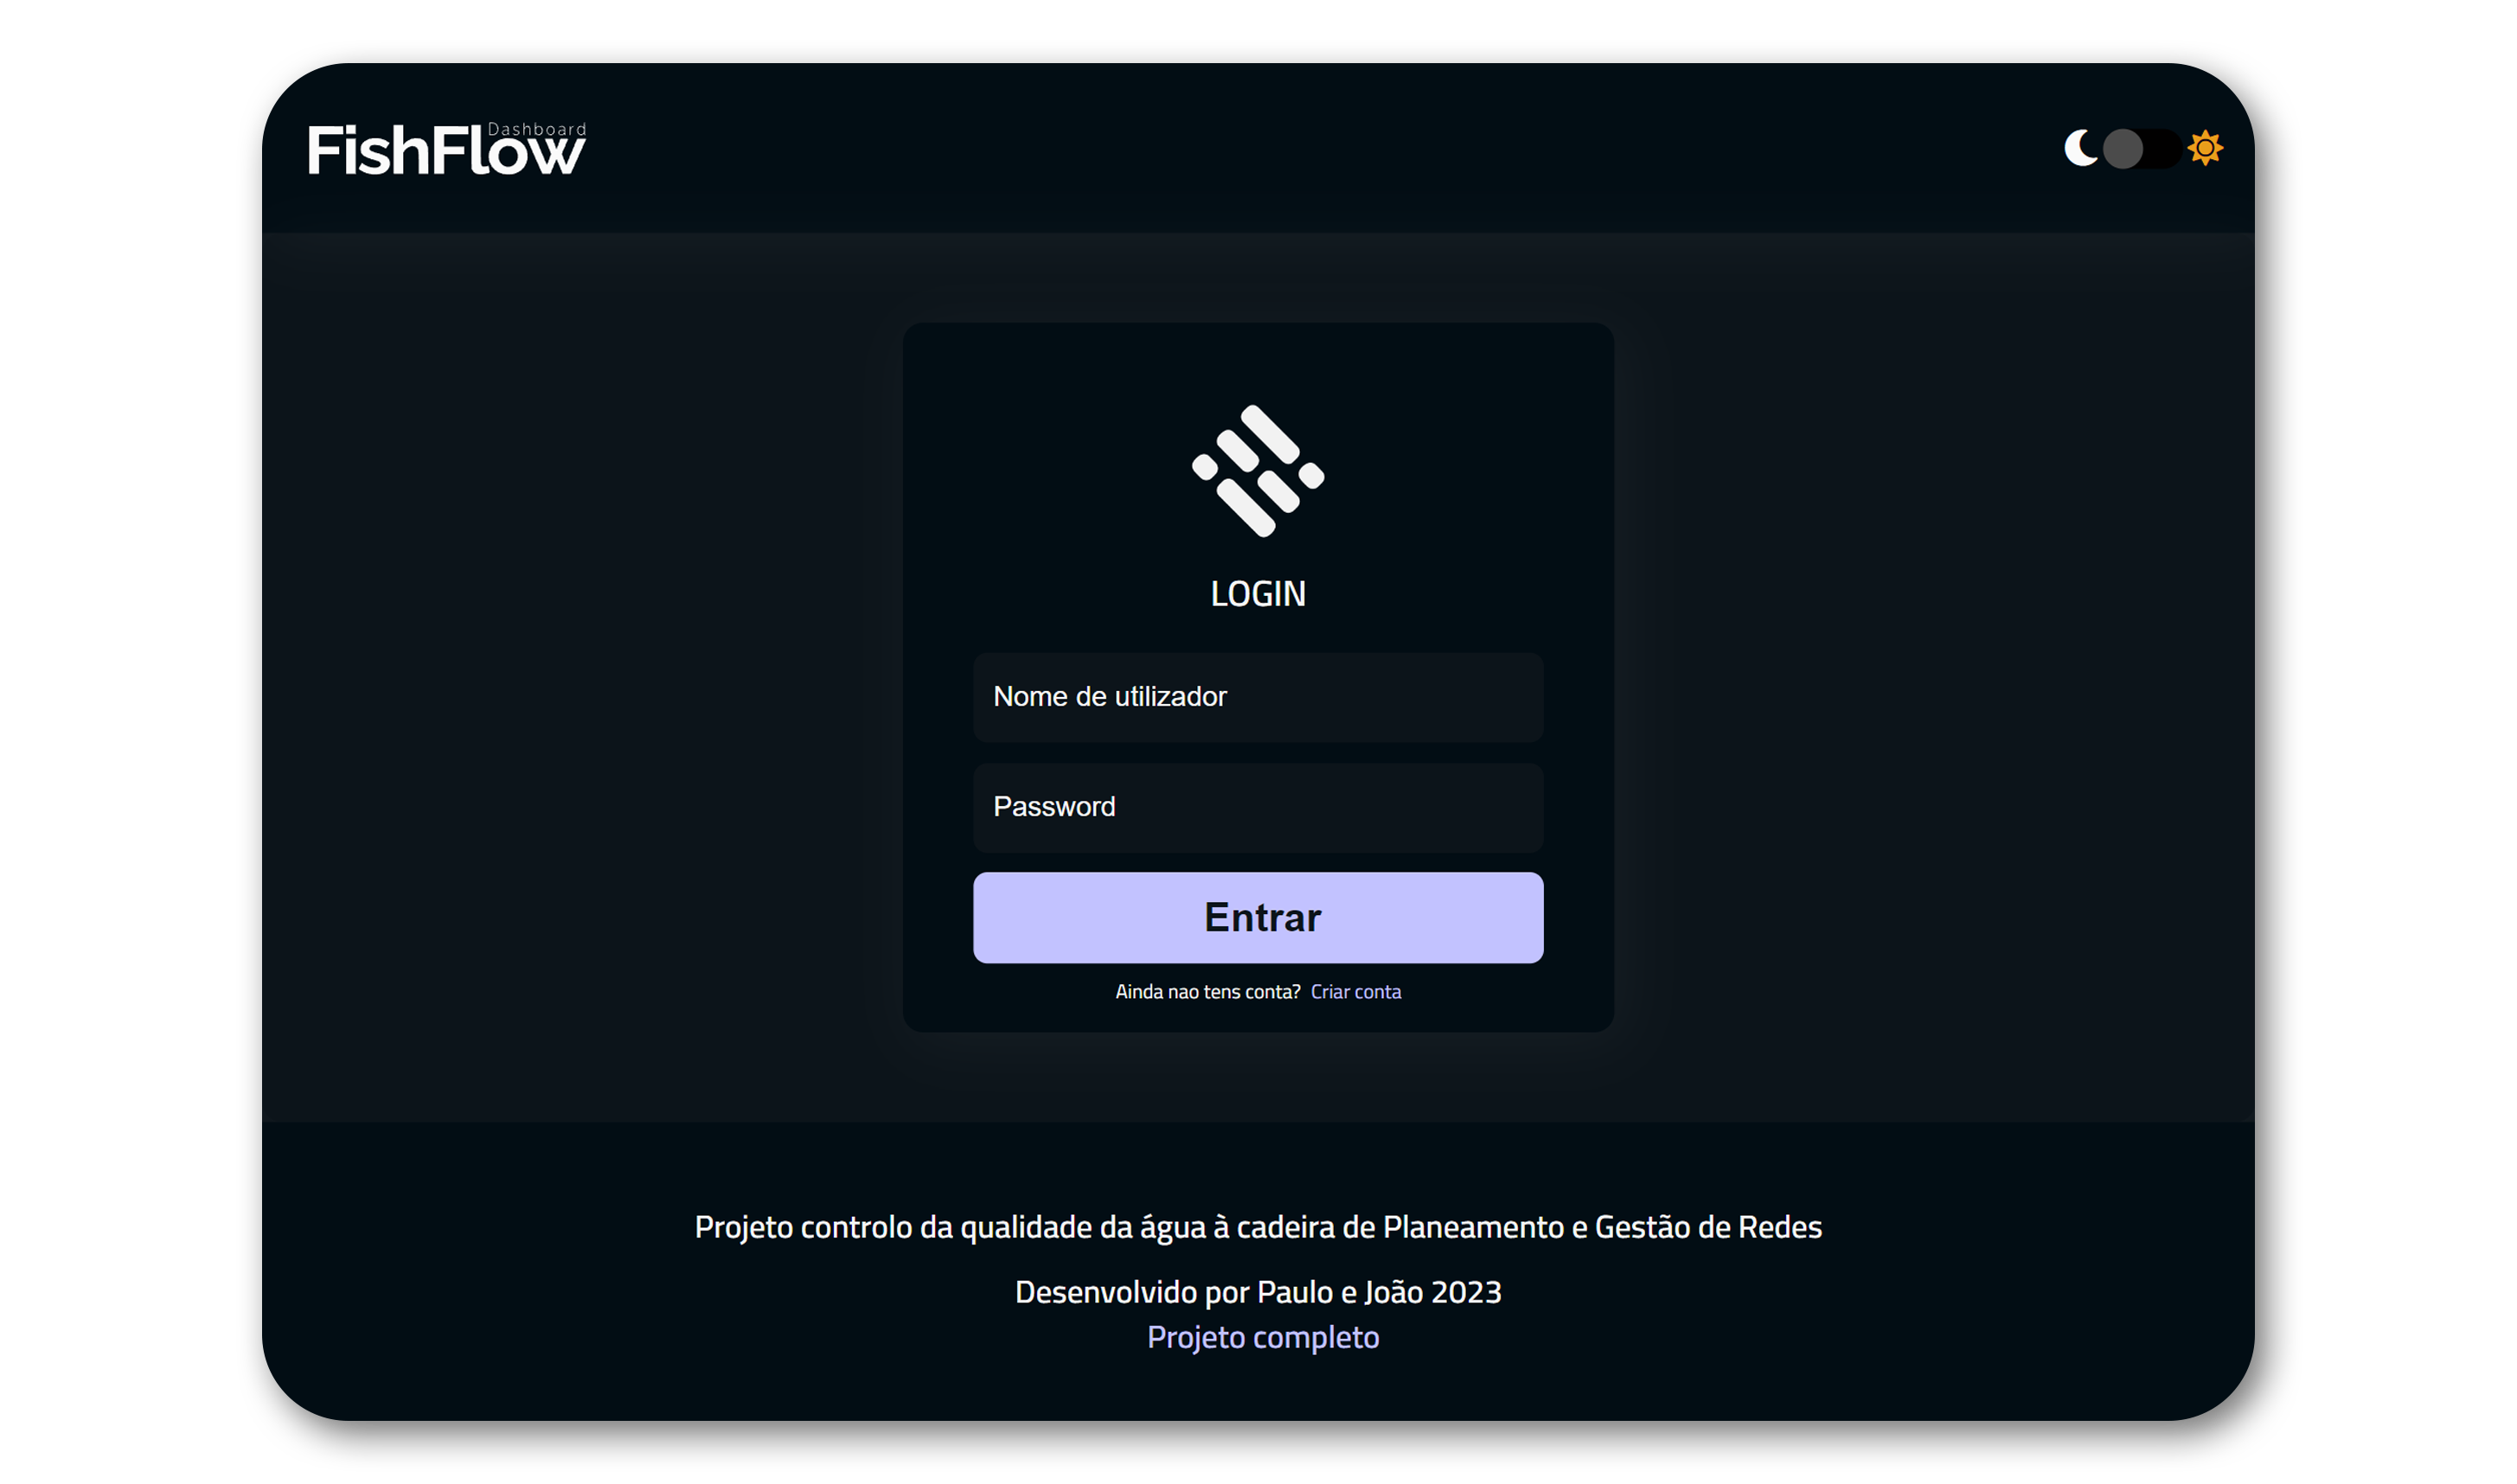 Dashboard
FishFlow
LOGIN
Nome de utilizador
Password
Entrar
Ainda nao tens conta? Criar conta
Projeto controlo da qualidade da água à cadeira de Planeamento e Gestão de Redes
Desenvolvido por Paulo e João 2023
Projeto completo